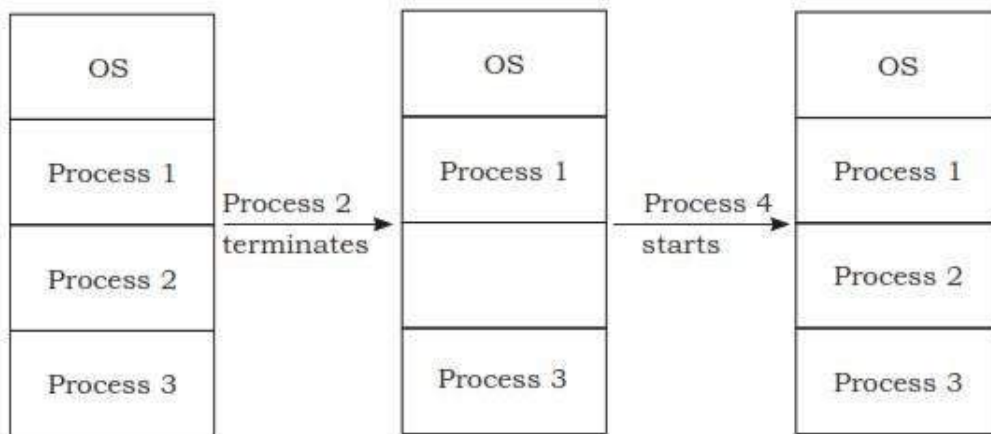 OS
Process 1
Process 2
Process 3
Process 2
terminates
OS
Process 1
Process 3
Process 4
starts
OS
Process 1
Process 2
Process 3